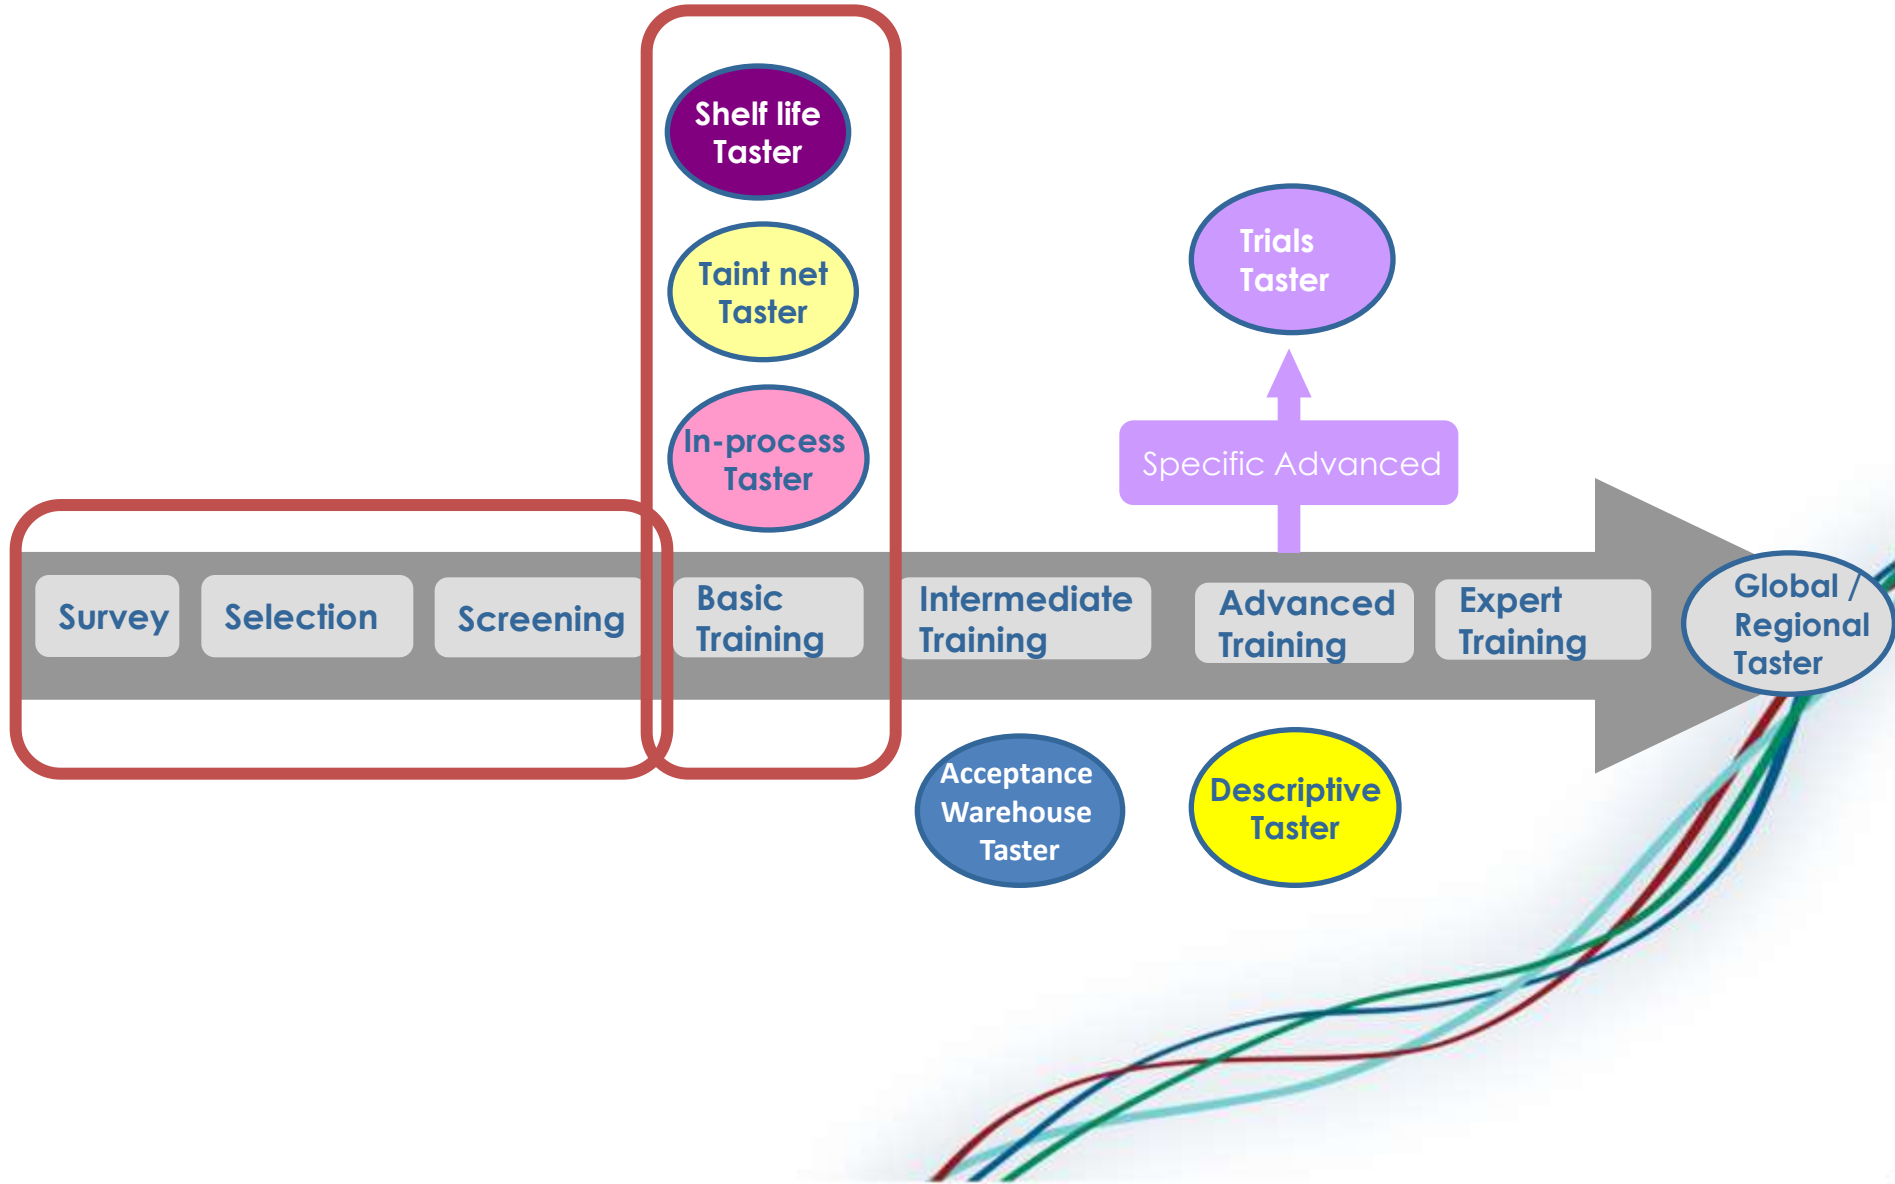 Shelf life
Taster
Taint net
Taster
In-process
Taster
Trials
Taster
Specific Advanced
Survey
Selection
Screening
Basic
Training
Intermediate
Training
Advanced
Training
Expert
Training
Global /
Regional
Taster
Acceptance
Warehouse
Taster
Descriptive
Taster